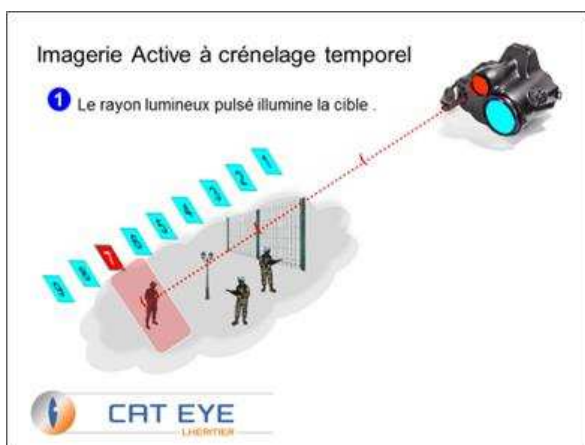 Imagerie Active à crénelage temporel
1 Le rayon lumineux pulsé illumine la cible .
1
2
3
4
5
6
7
8
9
CAT EYE
LHERITIER